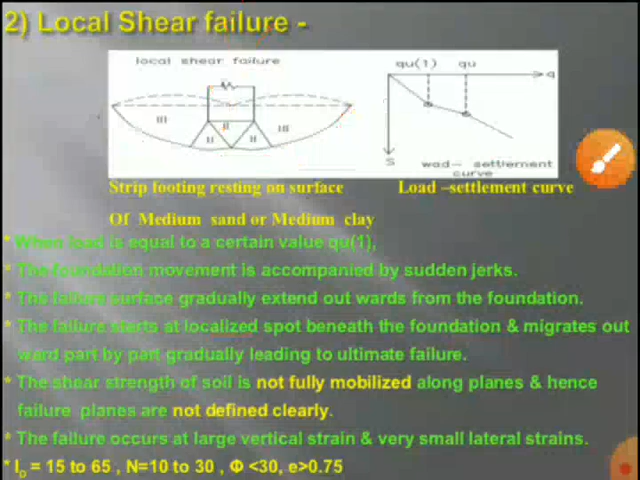 2) Local Shear failure -
local shear failure
qu(1) qu
q
III II III
II II
S
wad- settlement
curve
Strip footing resting on surface
Load –settlement curve
Of Medium sand or Medium clay
* When load is equal to a certain value qu(1),
* The foundation movement is accompanied by sudden jerks.
* The failure surface gradually extend out wards from the foundation.
* The failure starts at localized spot beneath the foundation & migrates out
ward part by part gradually leading to ultimate failure.
* The shear strength of soil is not fully mobilized along planes & hence
failure planes are not defined clearly.
* The failure occurs at large vertical strain & very small lateral strains.
* ID = 15 to 65 , N=10 to 30 , Φ <30, e>0.75